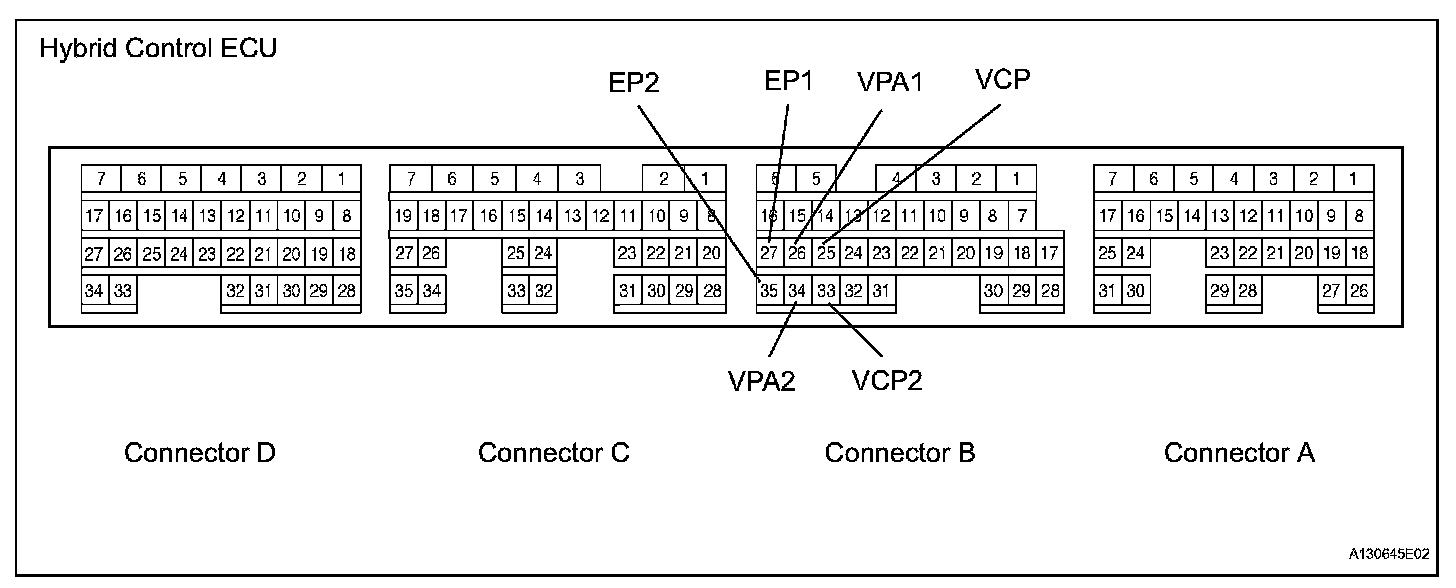 Hybrid Control ECU
EP2 EP1 VPA1 VCP
7 6 5 4 3 2 1
17 16 15 14 13 12 11 10 9 8
27 26 25 24 23 22 21 20 19 18
34 33 32 31 30 29 28
7 6 5 4 3 2 1
19 18 17 16 15 14 13 12 11 10 9 8
27 26 25 24 23 22 21 20
35 34 33 32 31 30 29 28
6 5 4 3 2 1
16 15 14 13 12 11 10 9 8 7
27 26 25 24 23 22 21 20 19 18 17
35 34 33 32 31 30 29 28
7 6 5 4 3 2 1
17 16 15 14 13 12 11 10 9 8
25 24 23 22 21 20 19 18
31 30 29 28 27 26
VPA2 VCP2
Connector D Connector C Connector B Connector A
A130645E02